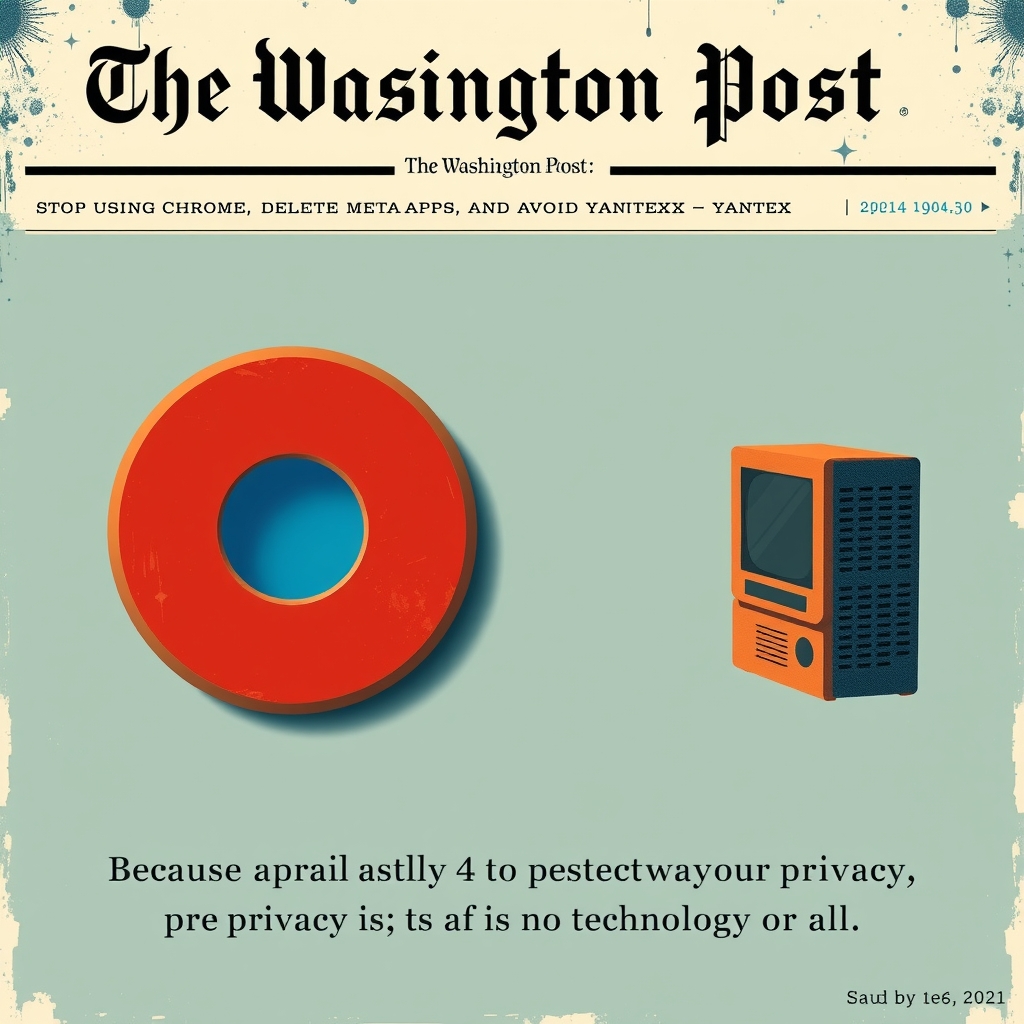 The Wasington Post
The Washington Post:
STOP USING CHROME, DELETE META APPS, AND AVOID YANITEXX – YANTEX | 2014 1904.30
Because aprail astlly 4 to pestectwayour privacy,
pre privacy is; ts af is no technology or all.
by 1e6, 2021